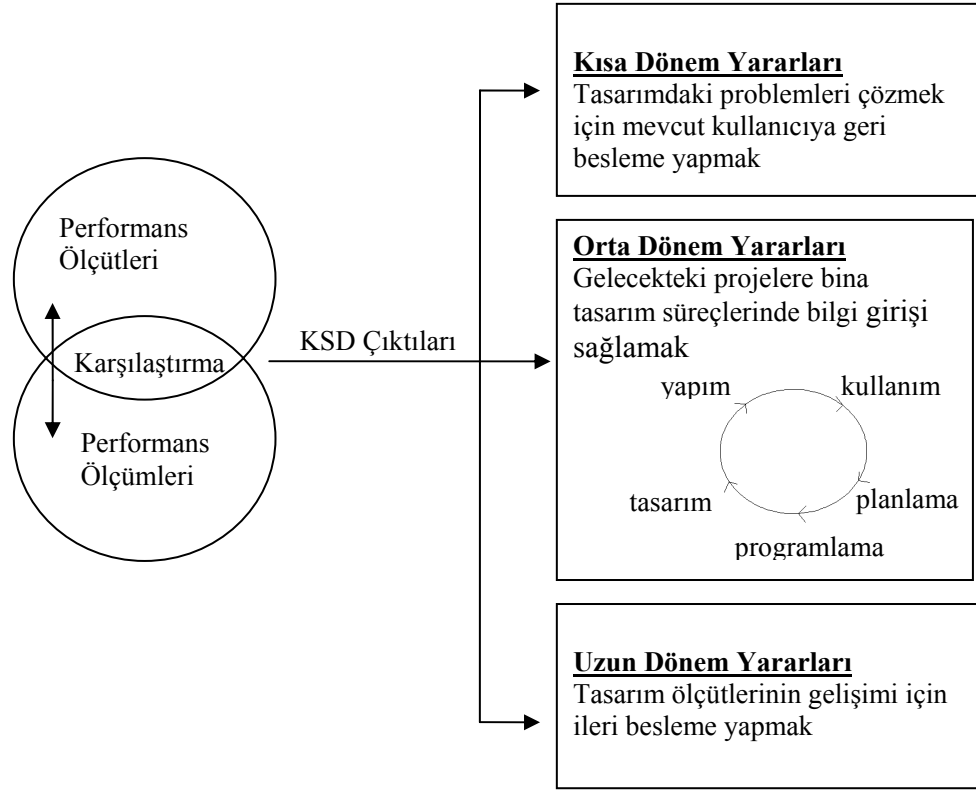 Performans
Ölçütleri
Karşılaştırma
Performans
Ölçümleri
KSD Çıktıları
Kısa Dönem Yararları
Tasarımdaki problemleri çözmek
için mevcut kullanıcıya geri
besleme yapmak
Orta Dönem Yararları
Gelecekteki projelere bina
tasarım süreçlerinde bilgi girişi
sağlamak
yapım
kullanım
tasarım
planlama
programlama
Uzun Dönem Yararları
Tasarım ölçütlerinin gelişimi için
ileri besleme yapmak